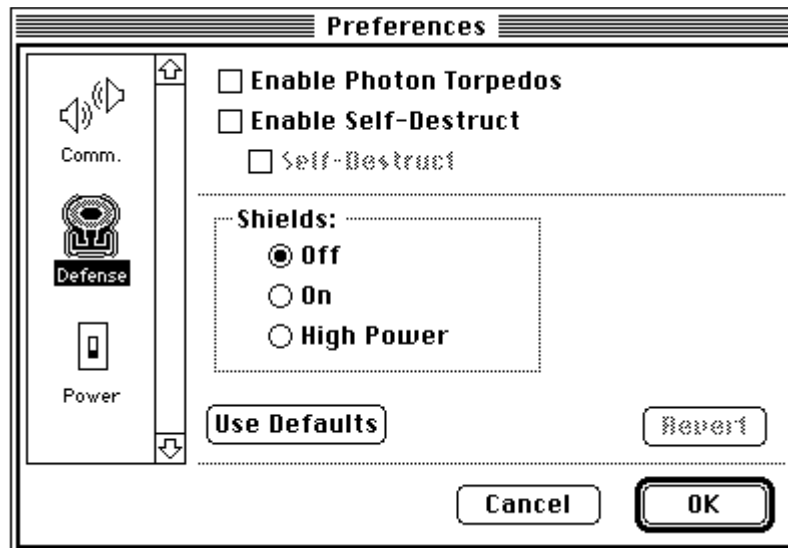 Preferences
Comm.
Defense
Power
Enable Photon Torpedos
Enable Self-Destruct
Self-Destruct
Shields:
Off
On
High Power
Use Defaults
Revert
Cancel
OK